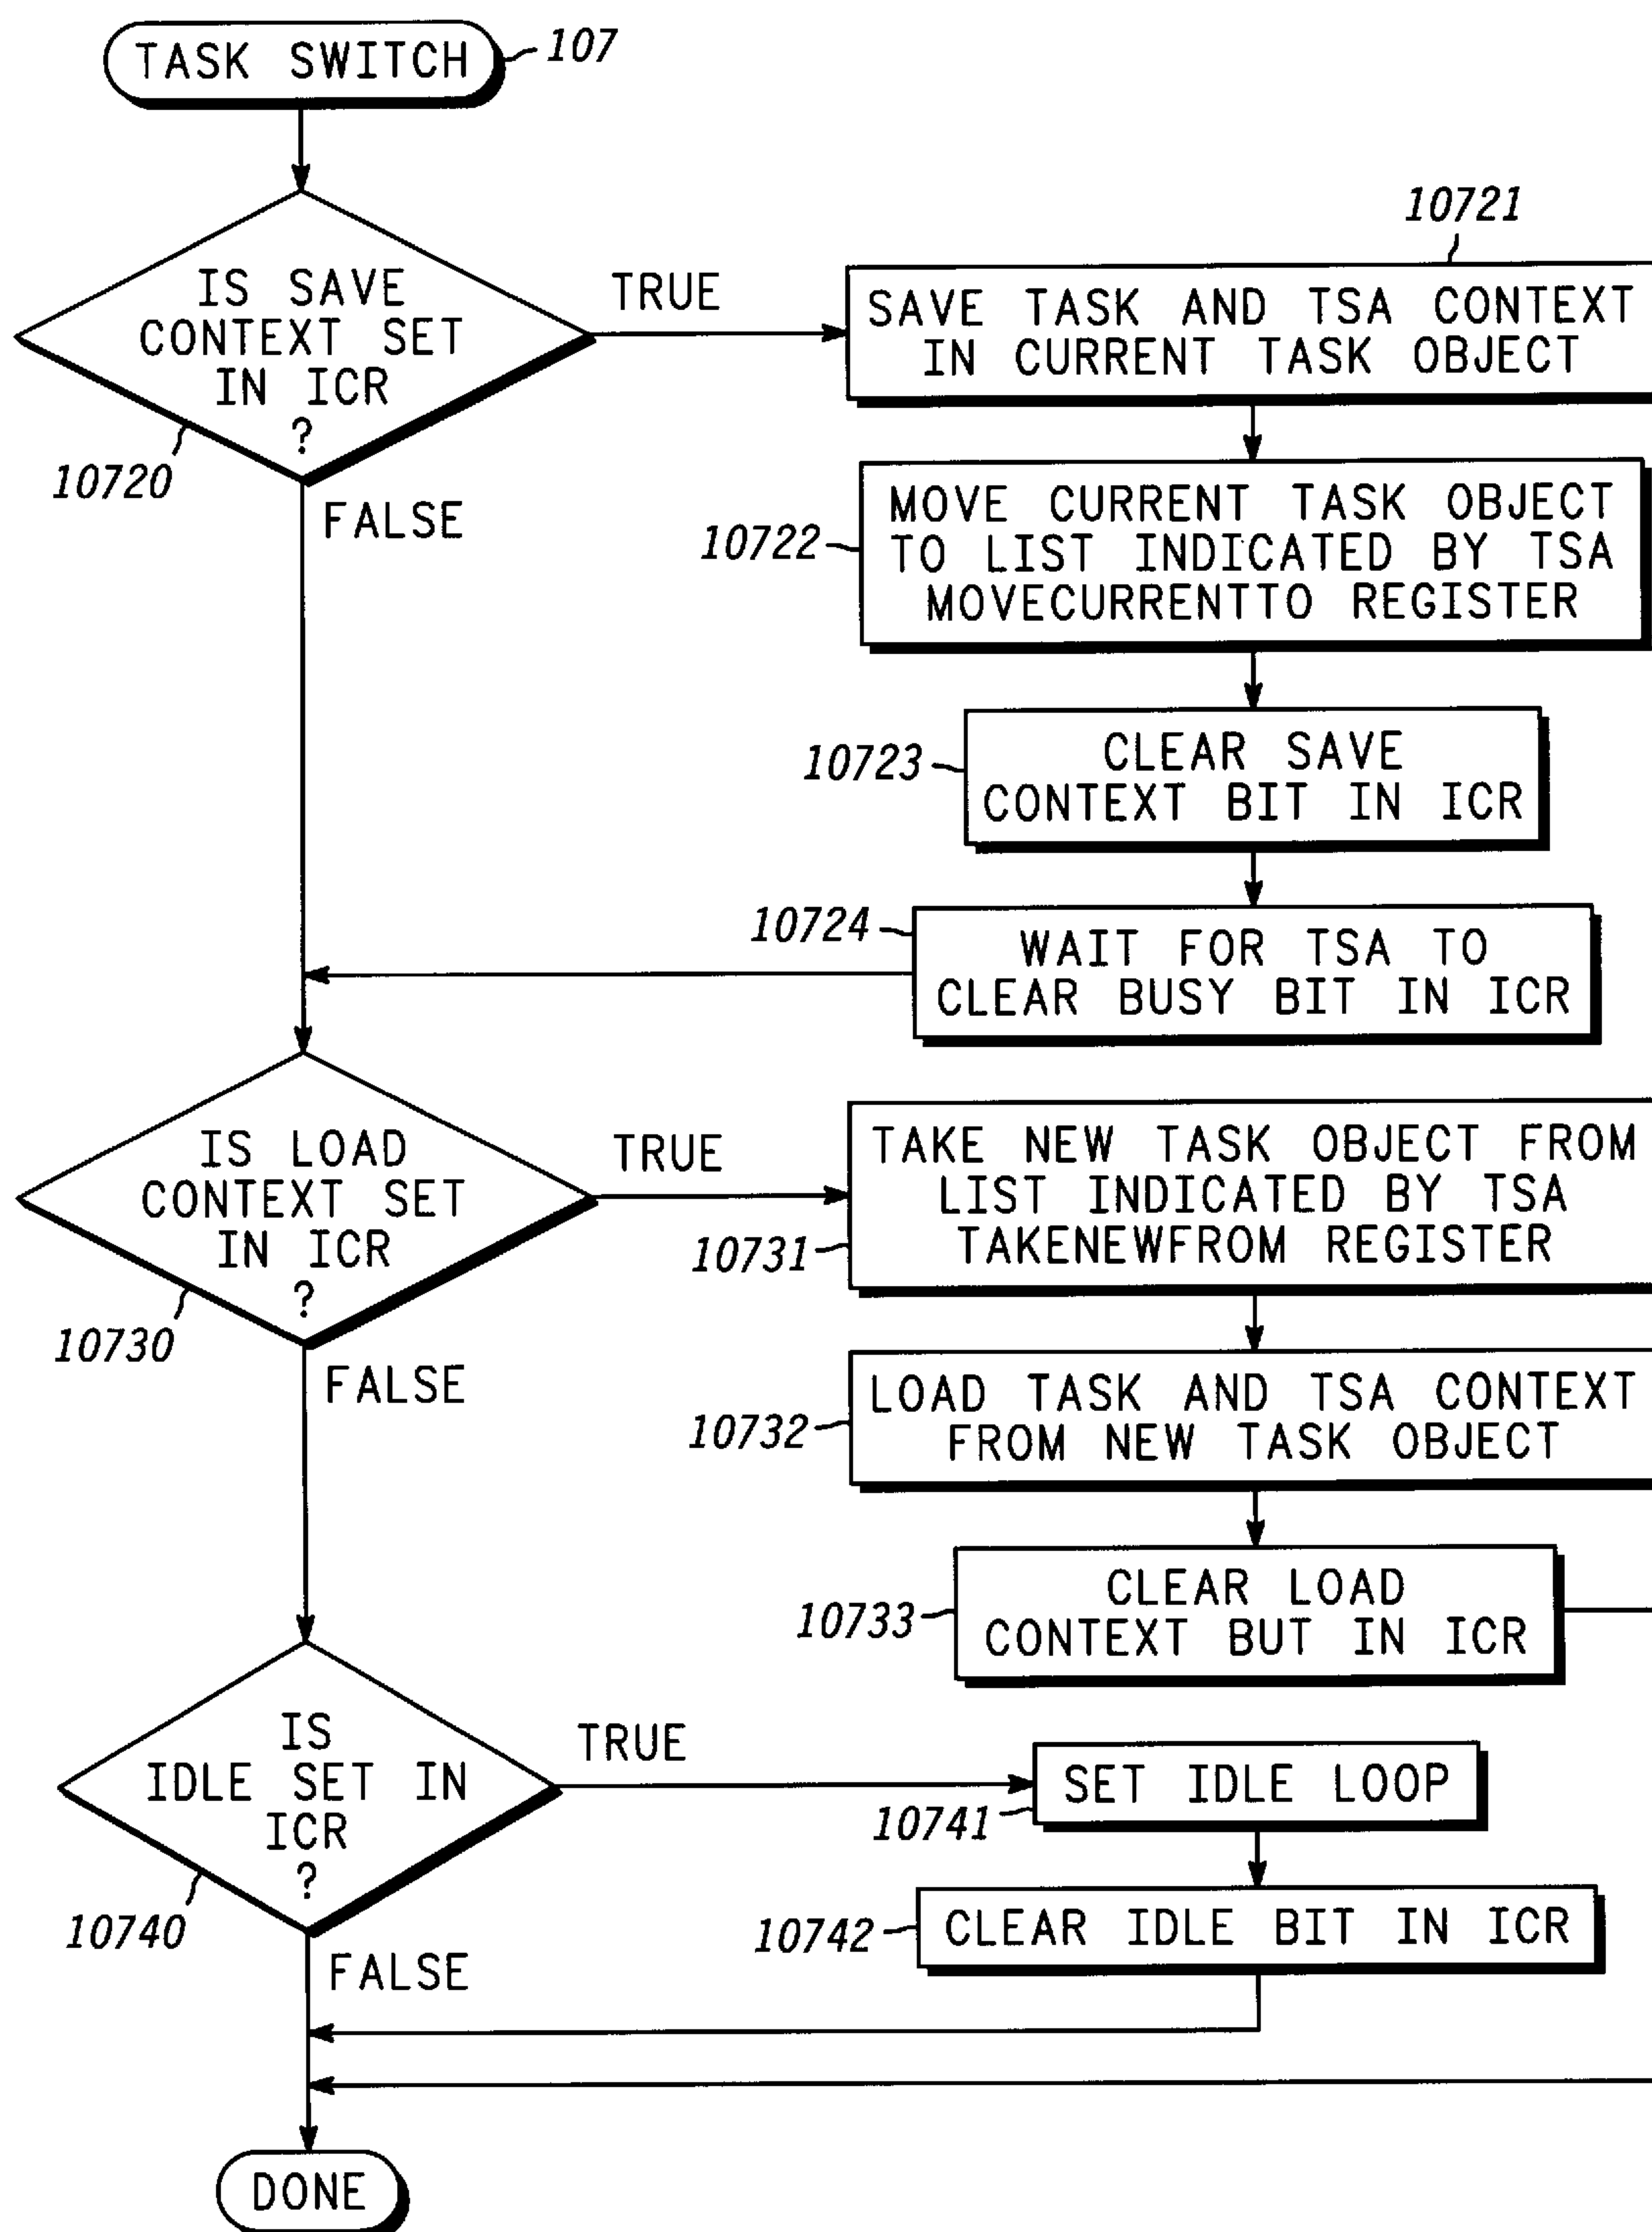 TASK SWITCH
107
IS SAVE
CONTEXT SET
IN ICR
?
10720
TRUE
FALSE
10721
SAVE TASK AND TSA CONTEXT
IN CURRENT TASK OBJECT
10722
MOVE CURRENT TASK OBJECT
TO LIST INDICATED BY TSA
MOVECURRENTTO REGISTER
10723
CLEAR SAVE
CONTEXT BIT IN ICR
10724
WAIT FOR TSA TO
CLEAR BUSY BIT IN ICR
IS LOAD
CONTEXT SET
IN ICR
?
10730
TRUE
FALSE
TAKE NEW TASK OBJECT FROM
LIST INDICATED BY TSA
TAKENEWFROM REGISTER
10731
LOAD TASK AND TSA CONTEXT
FROM NEW TASK OBJECT
10732
CLEAR LOAD
CONTEXT BUT IN ICR
10733
IS
IDLE SET IN
ICR
?
10740
TRUE
FALSE
SET IDLE LOOP
10741
CLEAR IDLE BIT IN ICR
10742
DONE